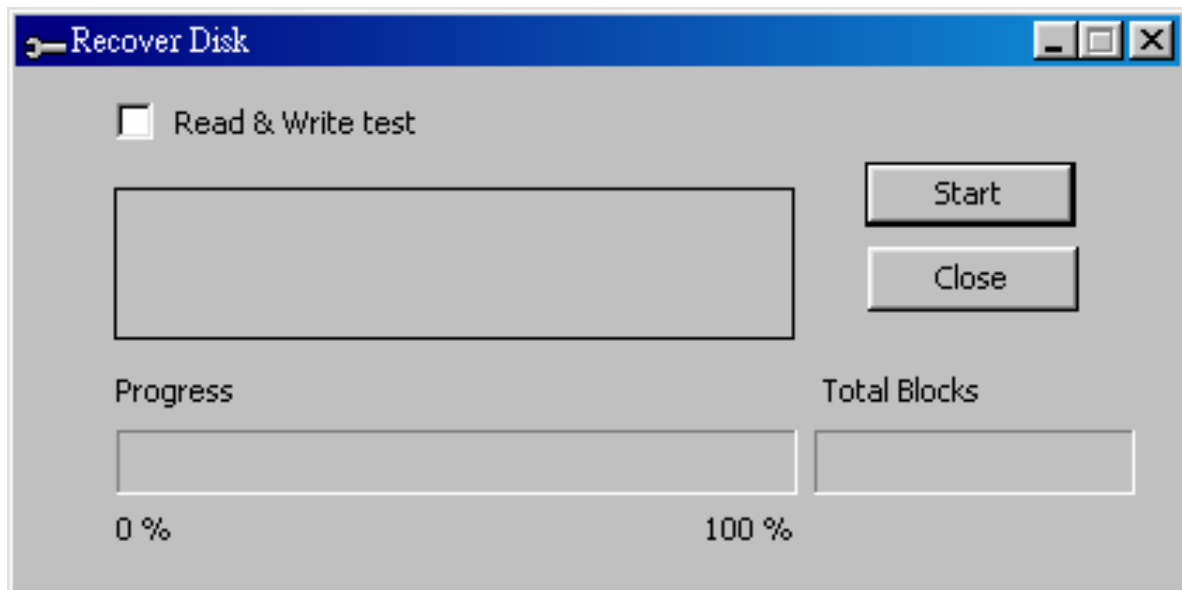 Recover Disk
Read & Write test
Start
Close
Progress
Total Blocks
0 %
100 %